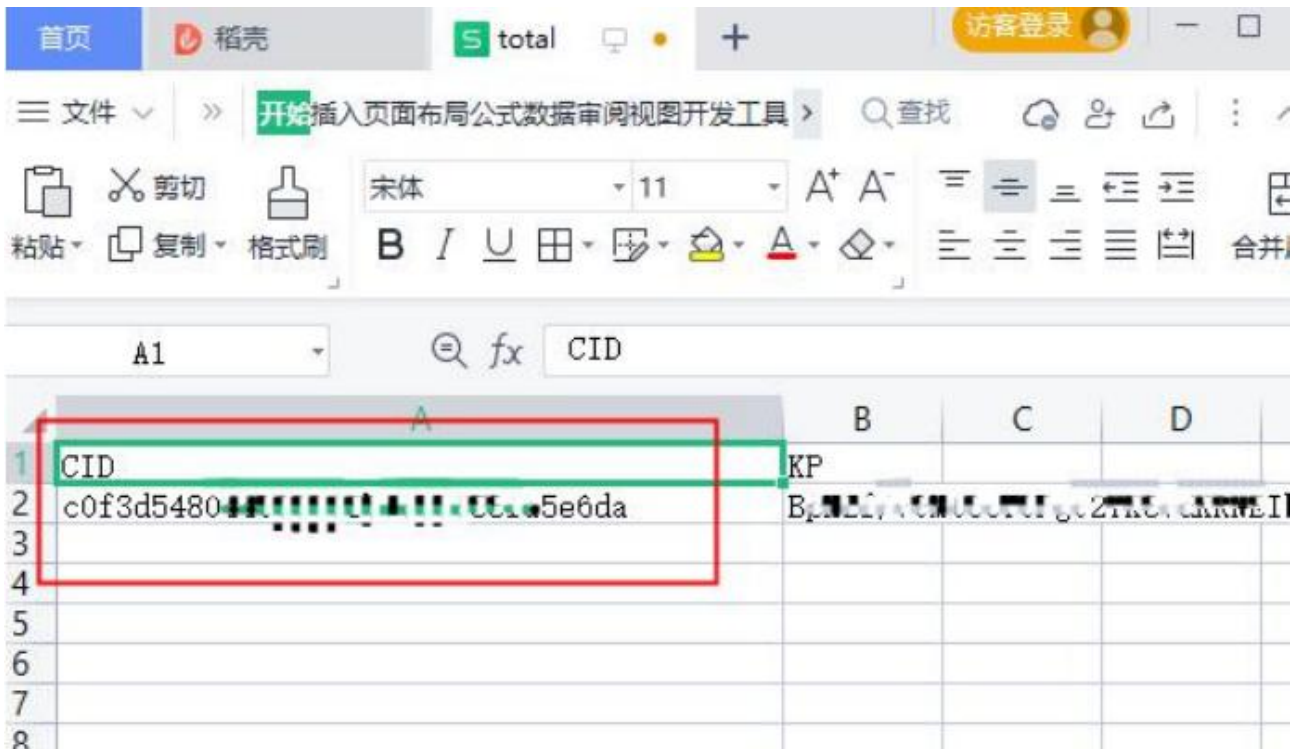 首页 稻壳 total 访客登录
文件 开始 插入 页面布局 公式 数据 审阅 视图 开发工具 查找
剪切 宋体 11 A+ A-
粘贴 复制 格式刷 B I U A
A1 fx CID
A B C D
1 CID KP
2 c0f3d5480 5e6da
3
4
5
6
7
8